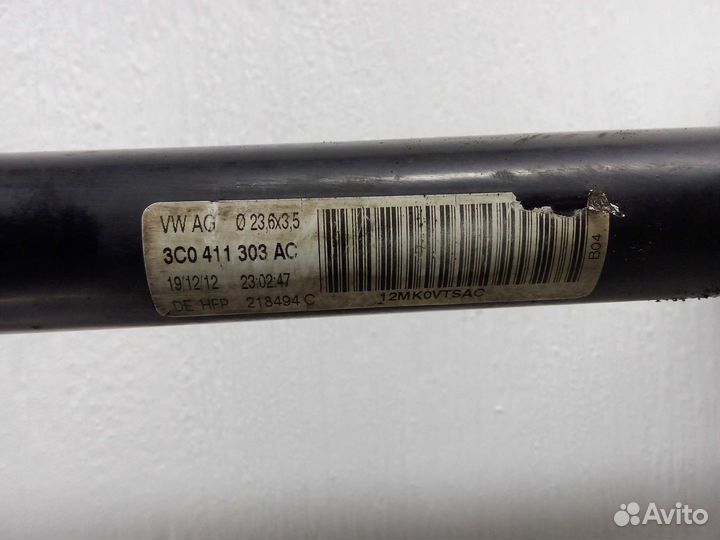 VW AG Ø 23,6x3,5
3C0 411 303 AC
19/12/12 23:02:47
DE HFP 218494 C
12MK0VTSAC
B04
Avito